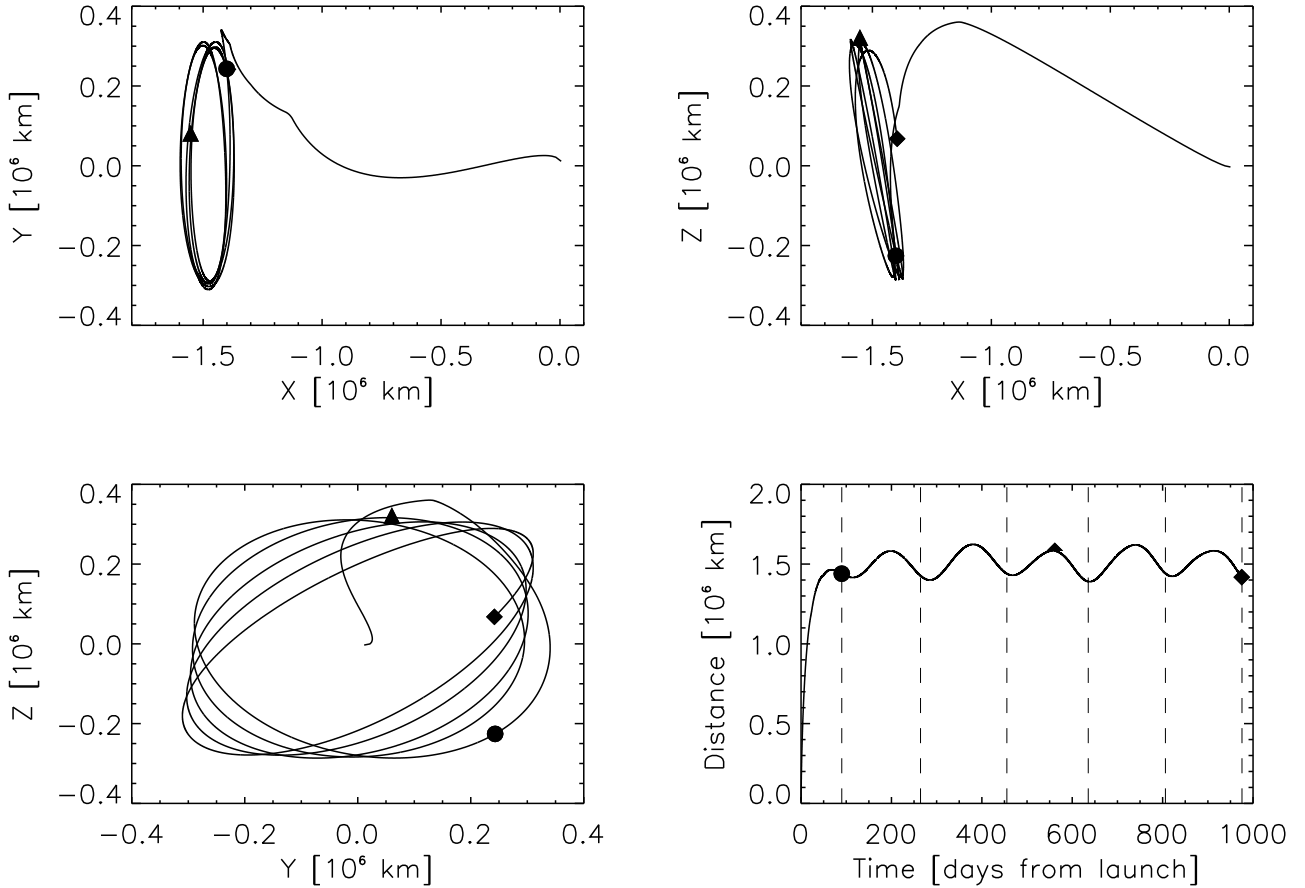 0.4
0.2
0.0
−0.2
−0.4
Y [10⁶ km]
−1.5 −1.0 −0.5 0.0
X [10⁶ km]
0.4
0.2
0.0
−0.2
−0.4
Z [10⁶ km]
−1.5 −1.0 −0.5 0.0
X [10⁶ km]
0.4
0.2
0.0
−0.2
−0.4
Z [10⁶ km]
−0.4 −0.2 0.0 0.2 0.4
Y [10⁶ km]
2.0
1.5
1.0
0.5
0.0
Distance [10⁶ km]
0 200 400 600 800 1000
Time [days from launch]